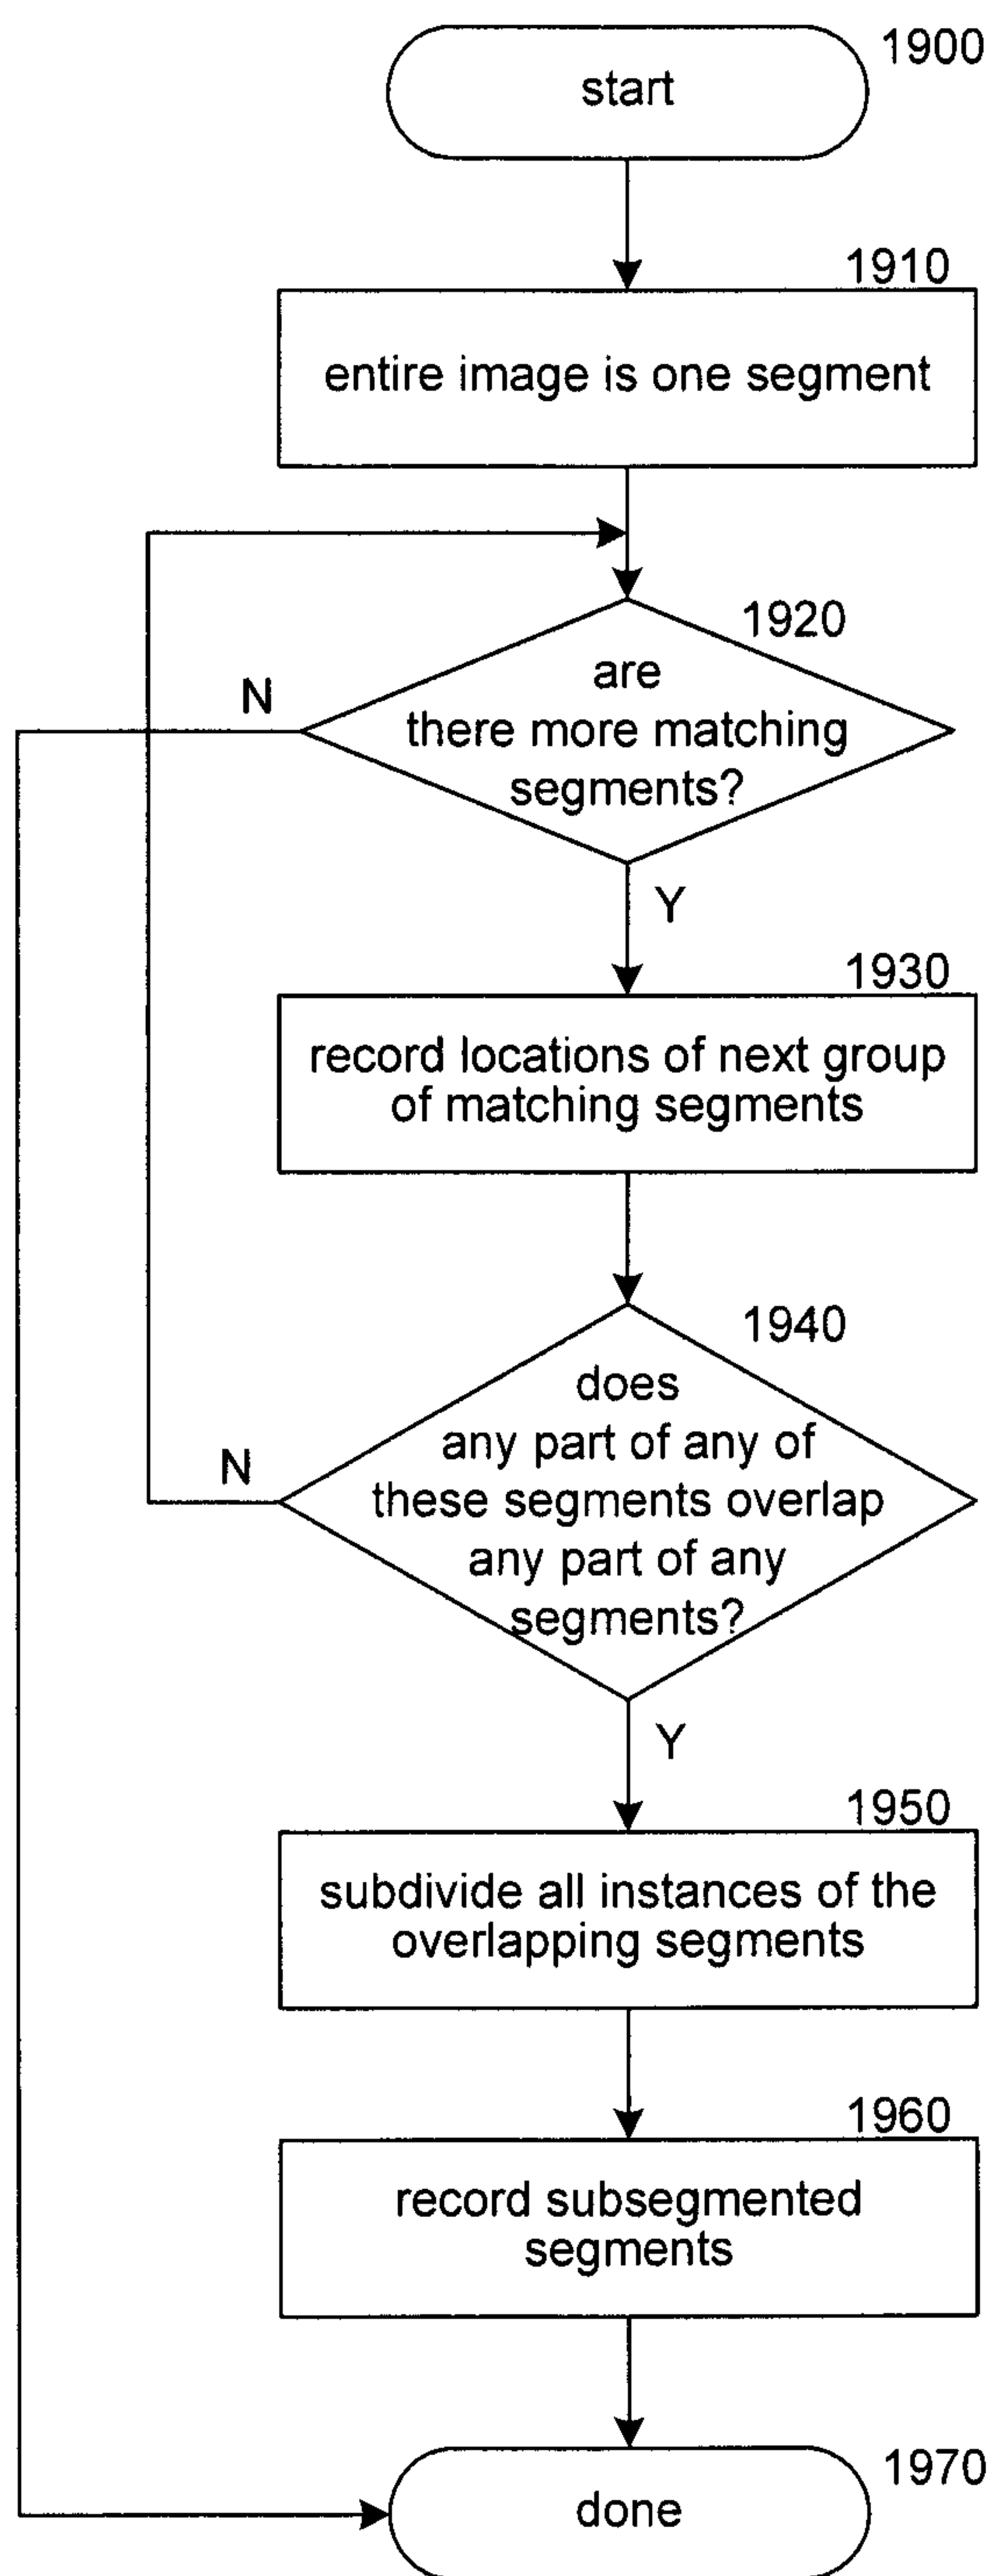 1900
start
1910
entire image is one segment
1920
are
there more matching
segments?
N
Y
1930
record locations of next group
of matching segments
1940
does
any part of any of
these segments overlap
any part of any
segments?
N
Y
1950
subdivide all instances of the
overlapping segments
1960
record subsegmented
segments
1970
done